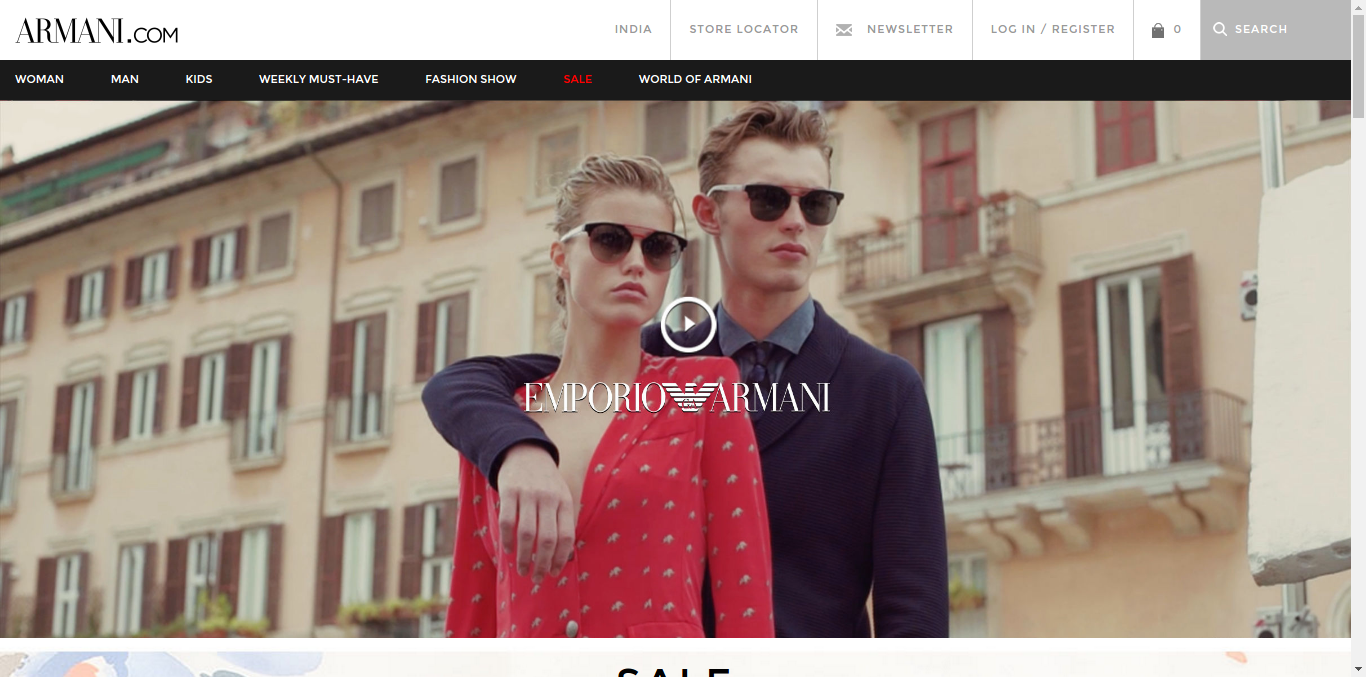 ARMANI.COM
INDIA
STORE LOCATOR
NEWSLETTER
LOG IN / REGISTER
0
SEARCH
WOMAN
MAN
KIDS
WEEKLY MUST-HAVE
FASHION SHOW
SALE
WORLD OF ARMANI
EMPORIO ARMANI
SALE